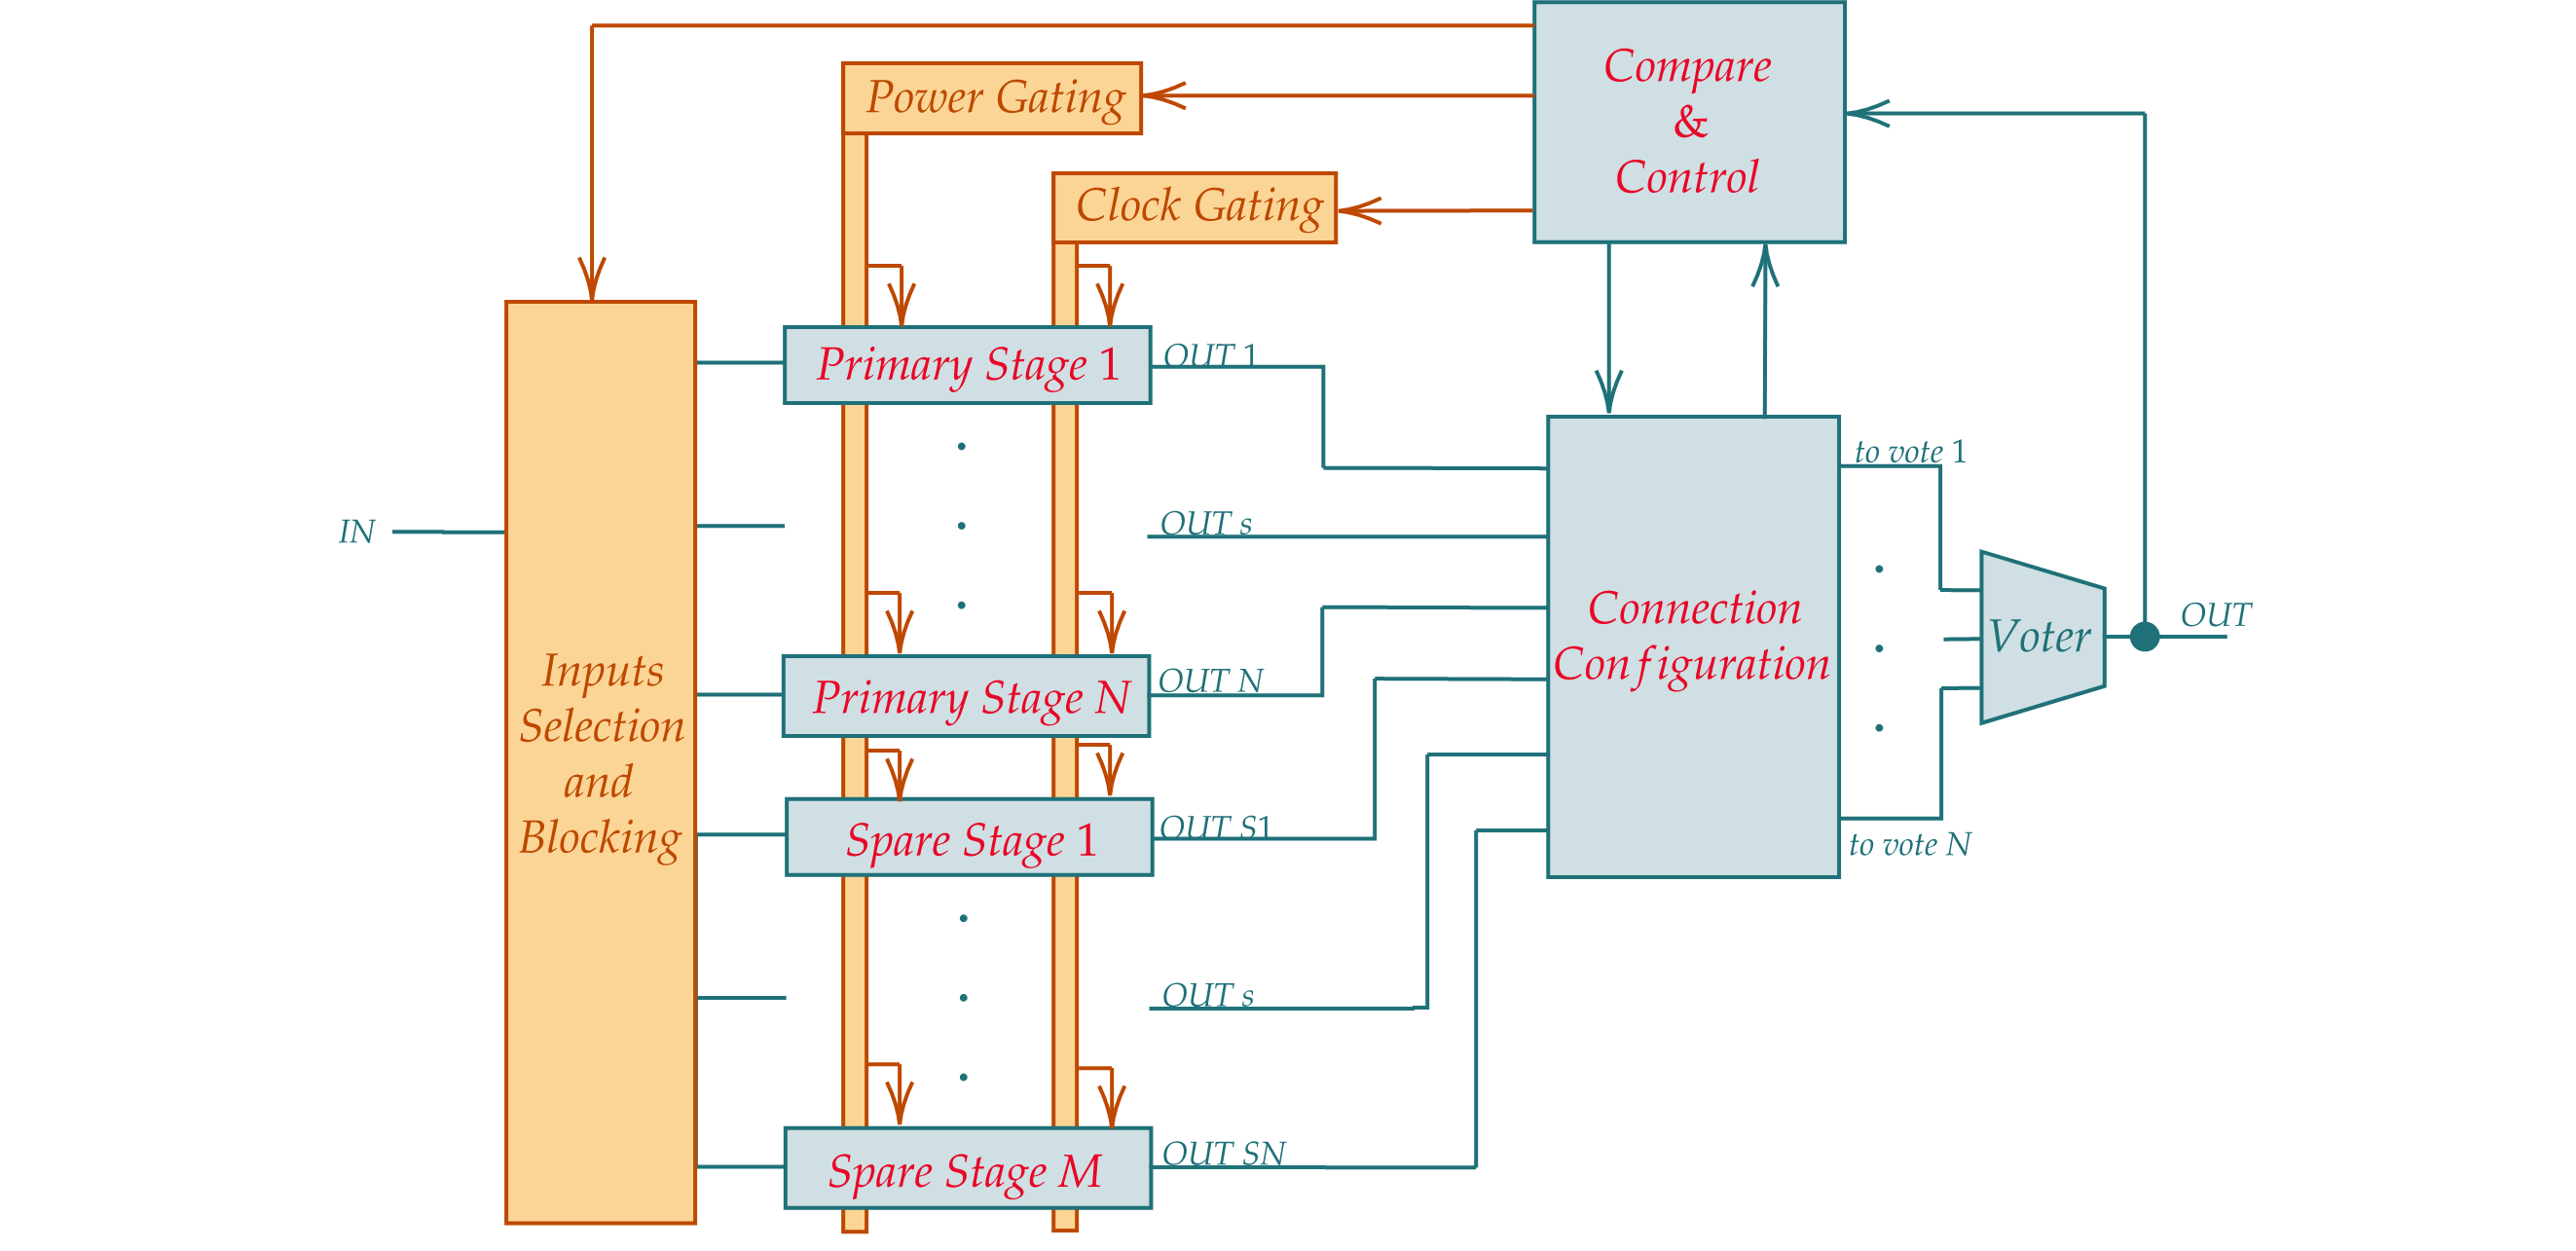 Compare
&
Control
Power Gating
Clock Gating
Primary Stage 1
OUT 1
to vote 1
IN
OUT s
Connection
Configuration
Voter
OUT
Inputs
Selection
and
Blocking
Primary Stage N
OUT N
Spare Stage 1
OUT S1
to vote N
OUT s
Spare Stage M
OUT SN